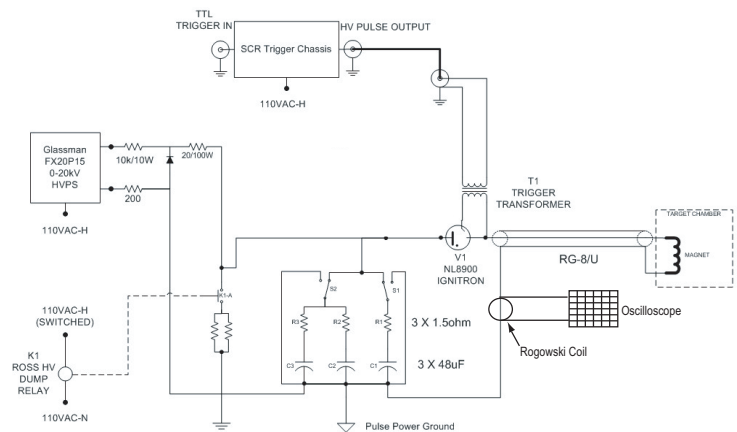 TTL
TRIGGER IN
SCR Trigger Chassis
HV PULSE OUTPUT
110VAC-H
Glassman
FX20P15
0-20kV
HVPS
10k/10W
20/100W
200
110VAC-H
T1
TRIGGER
TRANSFORMER
TARGET CHAMBER
MAGNET
V1
NL8900
IGNITRON
RG-8/U
110VAC-H
(SWITCHED)
K1-A
S2
S1
R3
R2
R1
3 X 1.5ohm
Oscilloscope
Rogowski Coil
K1
ROSS HV
DUMP
RELAY
C3
C2
C1
3 X 48uF
110VAC-N
Pulse Power Ground